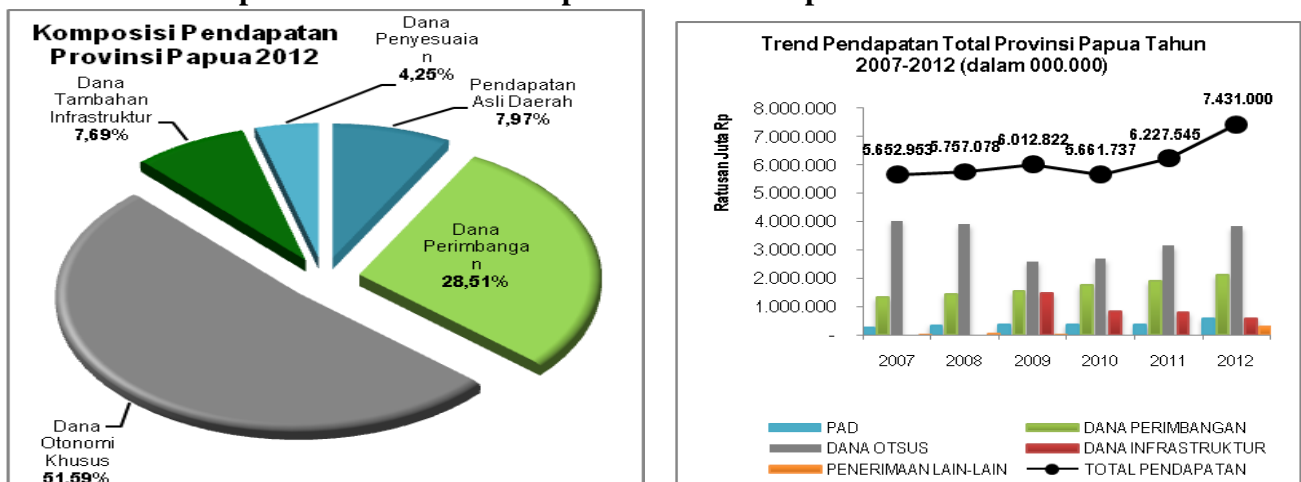 Komposisi Pendapatan
Provinsi Papua 2012
Dana
Penyesuaia
n
4,25%
Pendapatan
Asli Daerah
7,97%
Dana
Tambahan
Infrastruktur
7,69%
Dana
Perimbanga
n
28,51%
Dana
Otonomi
Khusus
51,59%
Trend Pendapatan Total Provinsi Papua Tahun
2007-2012 (dalam 000.000)
Ratusan Juta Rp
8.000.000
7.000.000
6.000.000
5.000.000
4.000.000
3.000.000
2.000.000
1.000.000
-
5.652.953
5.757.078
6.012.822
5.661.737
6.227.545
7.431.000
2007 2008 2009 2010 2011 2012
PAD
DANA PERIMBANGAN
DANA OTSUS
DANA INFRASTRUKTUR
PENERIMAAN LAIN-LAIN
TOTAL PENDAPATAN